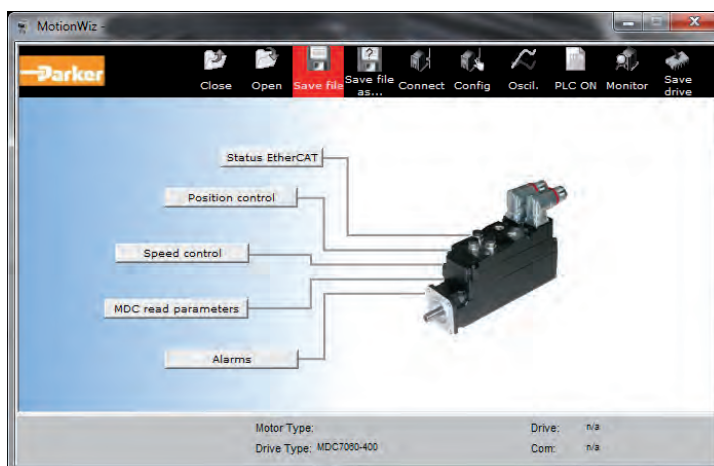 MotionWiz -
Parker
Close
Open
Save file
Save file as...
Connect
Config
Oscil.
PLC ON
Monitor
Save drive
Status EtherCAT
Position control
Speed control
MDC read parameters
Alarms
Motor Type:
Drive: n/a
Drive Type: MDC7060-400
Com: n/a